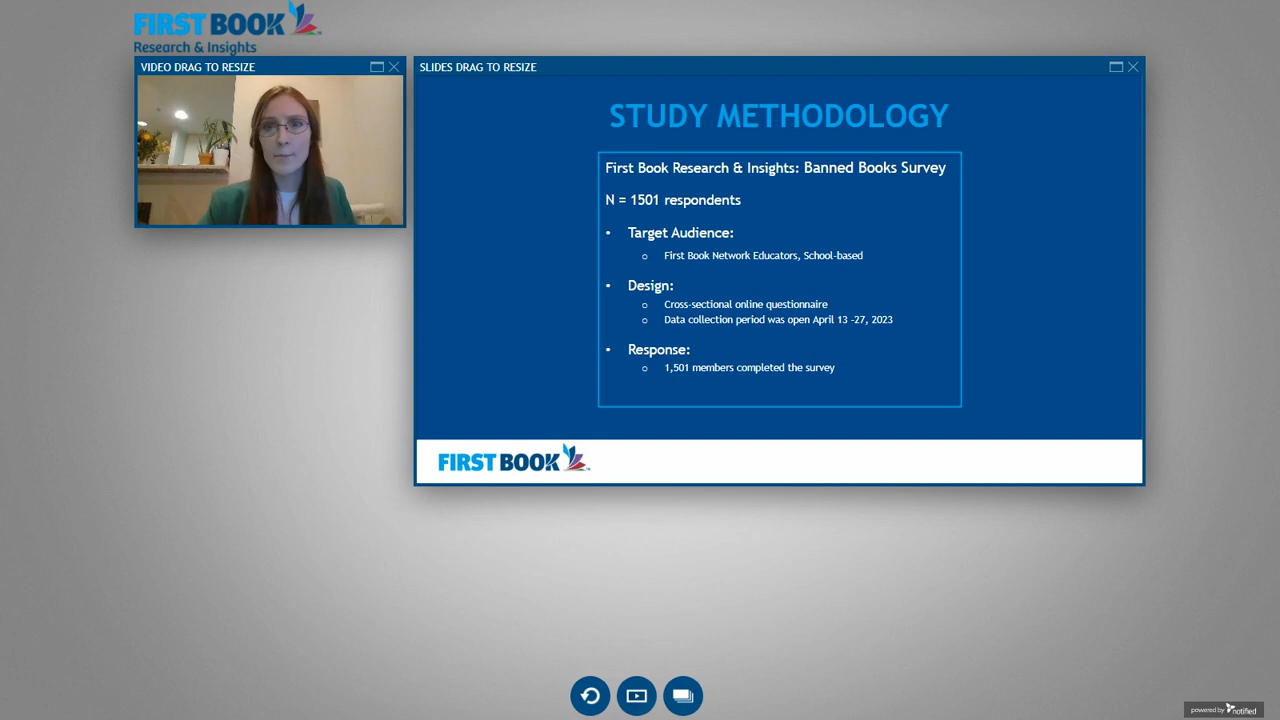 FIRST BOOK
Research & Insights
VIDEO DRAG TO RESIZE
SLIDES DRAG TO RESIZE
STUDY METHODOLOGY
First Book Research & Insights: Banned Books Survey
N = 1501 respondents
• Target Audience:
o First Book Network Educators, School-based
• Design:
o Cross-sectional online questionnaire
o Data collection period was open April 13 -27, 2023
• Response:
o 1,501 members completed the survey
FIRST BOOK
powered by notified